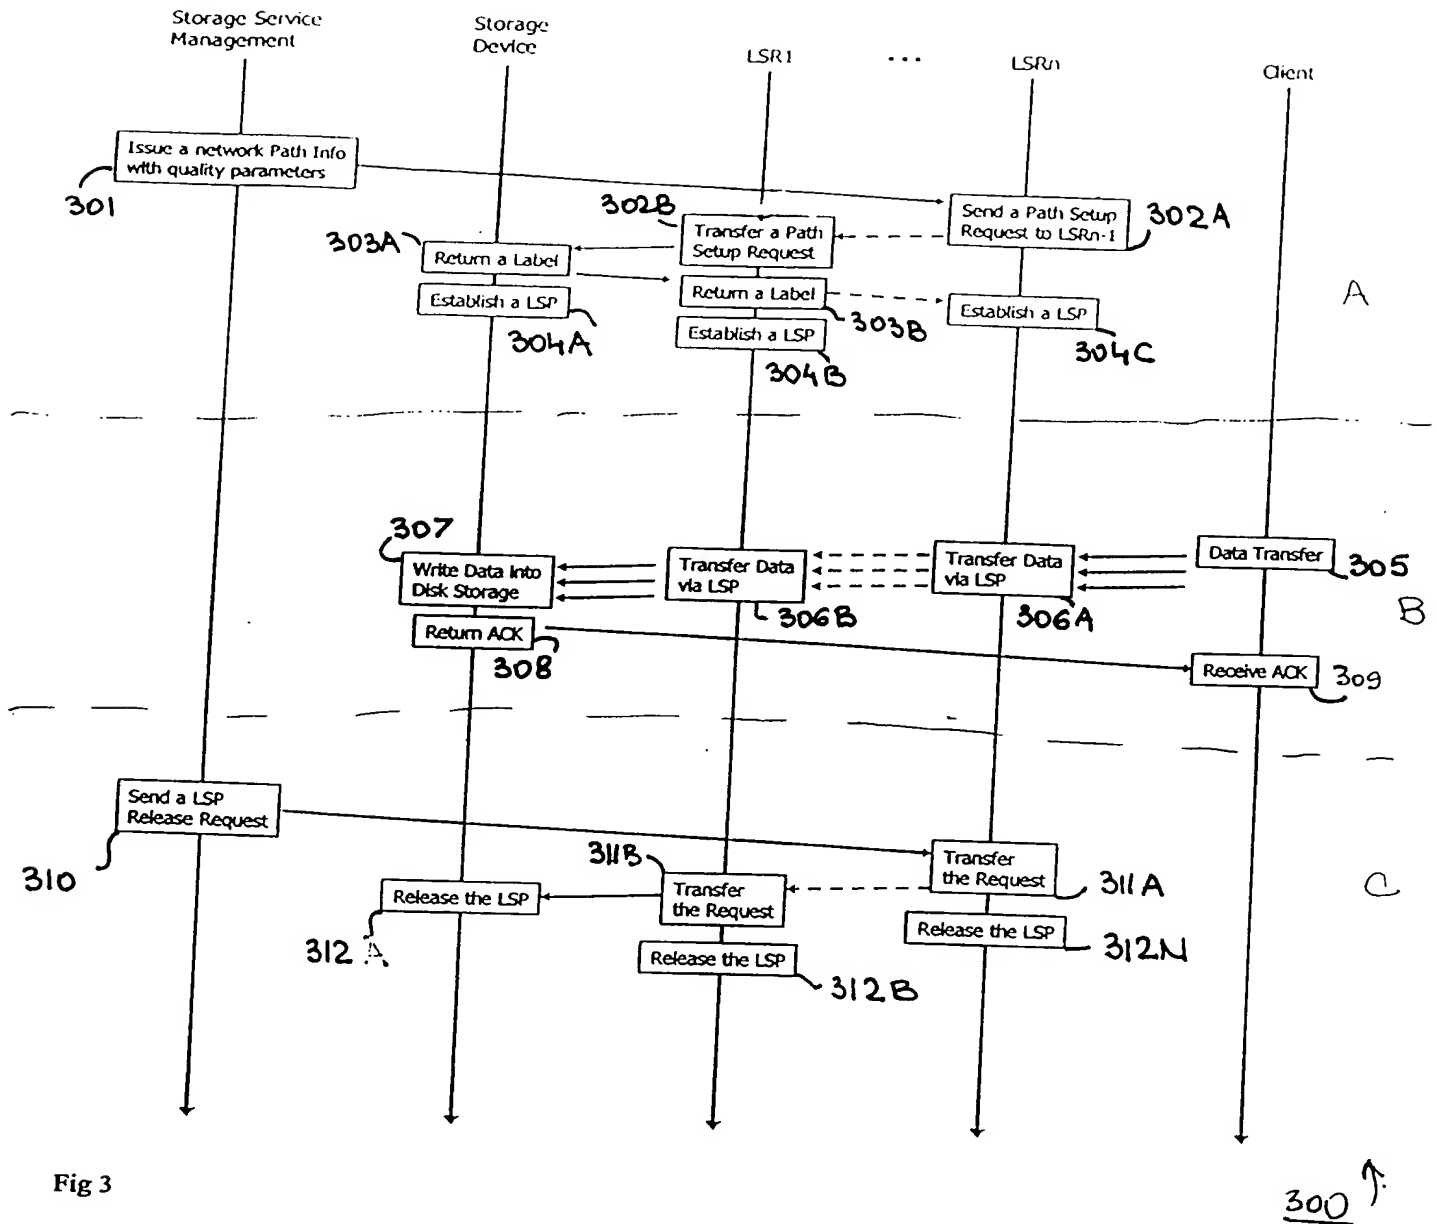 Storage Service
Management
Storage
Device
LSR1
...
LSRn
Client
Issue a network Path Info
with quality parameters
301
302B
Transfer a Path
Setup Request
Send a Path Setup
Request to LSRn-1
302A
303A
Return a Label
Return a Label
303B
Establish a LSP
304A
Establish a LSP
304B
Establish a LSP
304C
A
307
Write Data into
Disk Storage
Transfer Data
via LSP
306B
Transfer Data
via LSP
306A
Data Transfer
305
B
Return ACK
308
Receive ACK
309
Send a LSP
Release Request
310
311B
Transfer
the Request
Transfer
the Request
311A
C
Release the LSP
312A
Release the LSP
312B
Release the LSP
312N
Fig 3
300